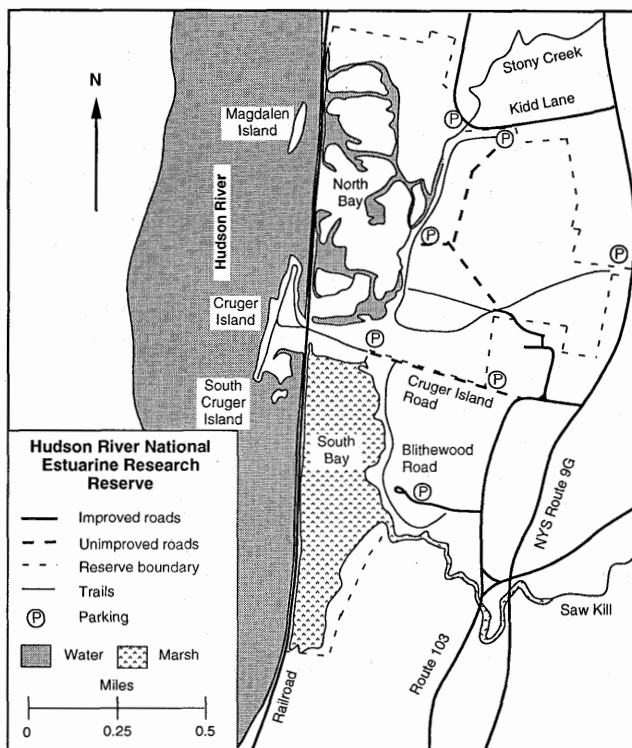 Stony Creek
N
Kidd Lane
Magdalen
Island
P
P
North
Bay
Hudson River
P
P
Cruger
Island
P
P
Cruger Island
Road
South
Cruger
Island
South
Bay
Blithewood
Road
P
NYS Route 9G
Hudson River National
Estuarine Research
Reserve
Improved roads
Unimproved roads
Reserve boundary
Trails
P Parking
Water Marsh
Miles
0 0.25 0.5
Saw Kill
Route 103
Railroad